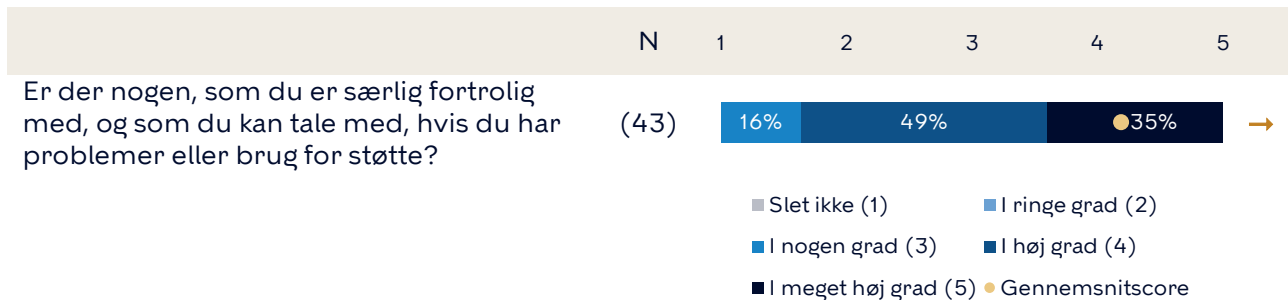 N 1 2 3 4 5
Er der nogen, som du er særlig fortrolig
med, og som du kan tale med, hvis du har
problemer eller brug for støtte?
(43) 16% 49% 35%
Slet ikke (1) I ringe grad (2)
I nogen grad (3) I høj grad (4)
I meget høj grad (5) Gennemsnitscore